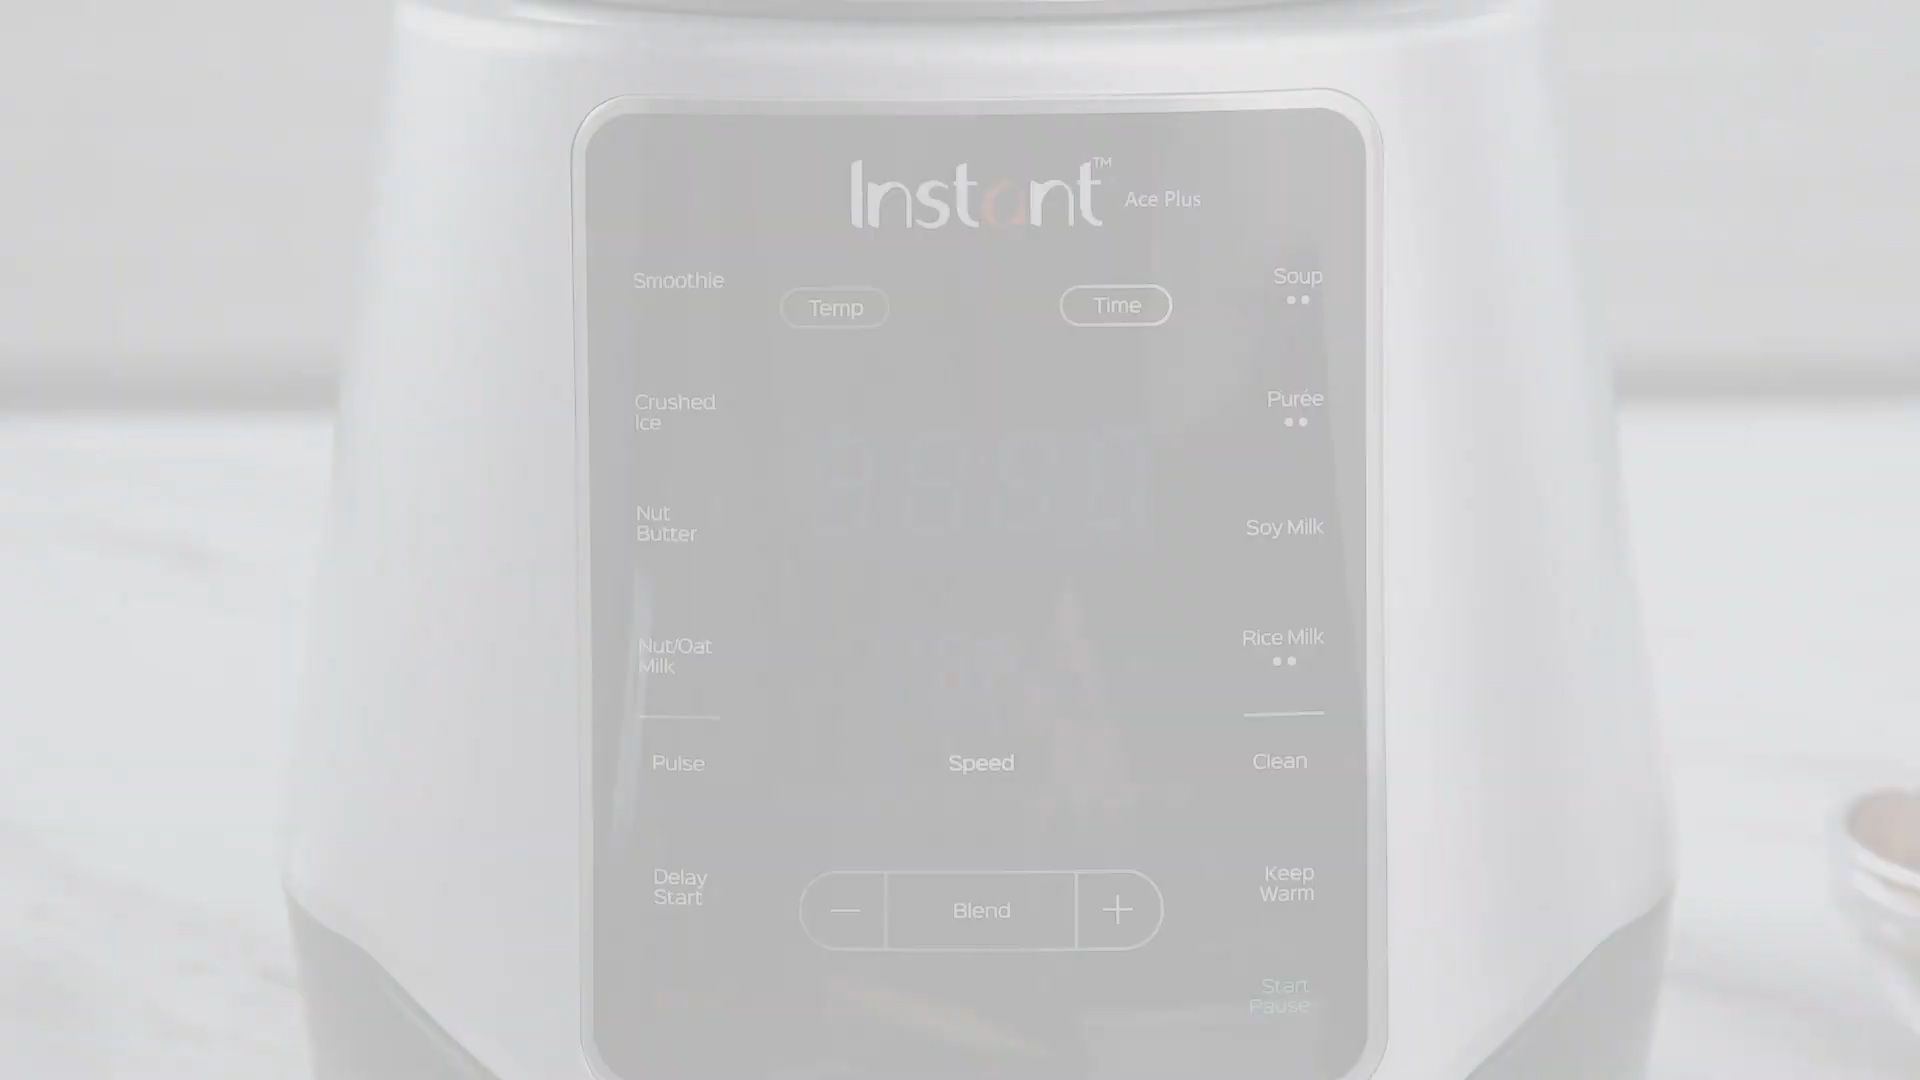 Instant™ Ace Plus
Smoothie
Temp
Time
Soup
Crushed
Ice
Purée
Nut
Butter
Soy Milk
Nut/Oat
Milk
Rice Milk
Pulse
Speed
Clean
Delay
Start
— Blend +
Keep
Warm
Start
Pause